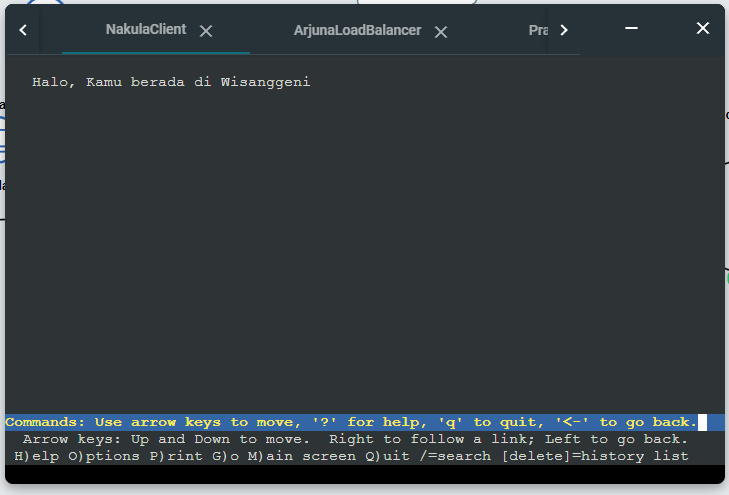 NakulaClient
ArjunaLoadBalancer
Halo, Kamu berada di Wisanggeni
Commands: Use arrow keys to move, '?' for help, 'q' to quit, '<-' to go back.
Arrow keys: Up and Down to move.  Right to follow a link; Left to go back.
H)elp O)ptions P)rint G)o M)ain screen Q)uit /=search [delete]=history list